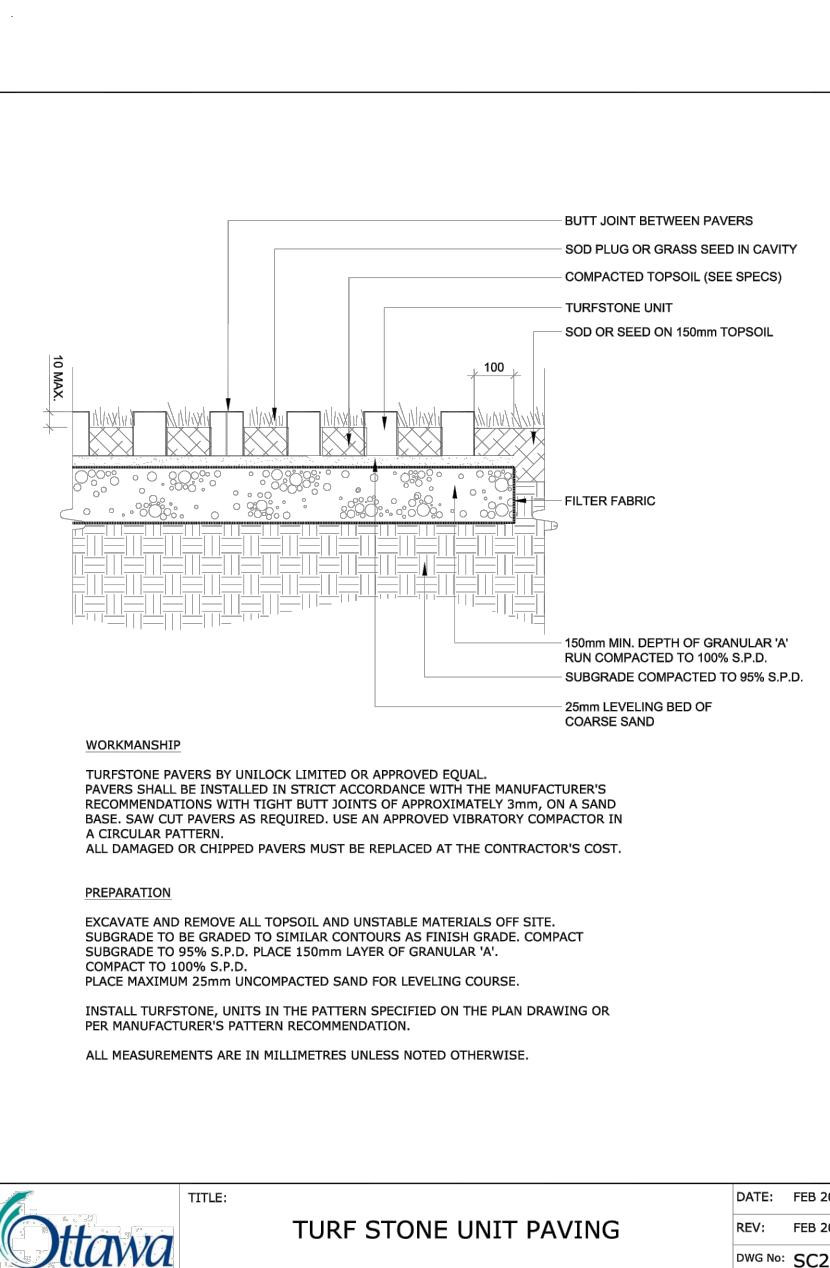 BUTT JOINT BETWEEN PAVERS
SOD PLUG OR GRASS SEED IN CAVITY
COMPACTED TOPSOIL (SEE SPECS)
TURFSTONE UNIT
SOD OR SEED ON 150mm TOPSOIL
10 MAX.
100
FILTER FABRIC
150mm MIN. DEPTH OF GRANULAR 'A'
RUN COMPACTED TO 100% S.P.D.
SUBGRADE COMPACTED TO 95% S.P.D.
25mm LEVELING BED OF
COARSE SAND
WORKMANSHIP
TURFSTONE PAVERS BY UNILOCK LIMITED OR APPROVED EQUAL.
PAVERS SHALL BE INSTALLED IN STRICT ACCORDANCE WITH THE MANUFACTURER'S
RECOMMENDATIONS WITH TIGHT BUTT JOINTS OF APPROXIMATELY 3mm, ON A SAND
BASE. SAW CUT PAVERS AS REQUIRED. USE AN APPROVED VIBRATORY COMPACTOR IN
A CIRCULAR PATTERN.
ALL DAMAGED OR CHIPPED PAVERS MUST BE REPLACED AT THE CONTRACTOR'S COST.
PREPARATION
EXCAVATE AND REMOVE ALL TOPSOIL AND UNSTABLE MATERIALS OFF SITE.
SUBGRADE TO BE GRADED TO SIMILAR CONTOURS AS FINISH GRADE. COMPACT
SUBGRADE TO 95% S.P.D. PLACE 150mm LAYER OF GRANULAR 'A'.
COMPACT TO 100% S.P.D.
PLACE MAXIMUM 25mm UNCOMPACTED SAND FOR LEVELING COURSE.
INSTALL TURFSTONE, UNITS IN THE PATTERN SPECIFIED ON THE PLAN DRAWING OR
PER MANUFACTURER'S PATTERN RECOMMENDATION.
ALL MEASUREMENTS ARE IN MILLIMETRES UNLESS NOTED OTHERWISE.
Ottawa
TITLE:
TURF STONE UNIT PAVING
DATE: FEB
REV: FEB
DWG No: SC2